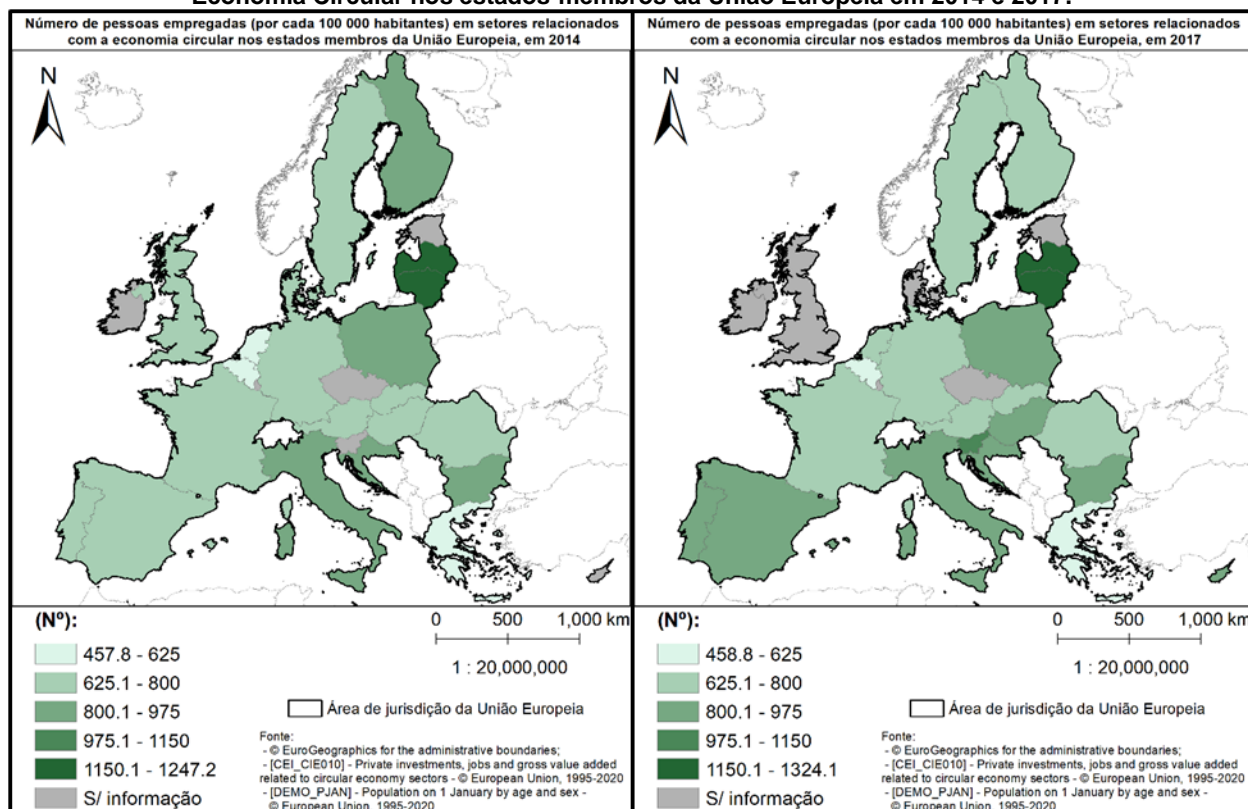 Economia Circular nos estados membros da União Europeia em 2014 e 2017.
Número de pessoas empregadas (por cada 100 000 habitantes) em setores relacionados
com a economia circular nos estados membros da União Europeia, em 2014
N
(Nº):
457.8 - 625
625.1 - 800
800.1 - 975
975.1 - 1150
1150.1 - 1247.2
S/ informação
0 500 1,000 km
1 : 20,000,000
Área de jurisdição da União Europeia
Fonte:
- © EuroGeographics for the administrative boundaries;
- [CEI_CIE010] - Private investments, jobs and gross value added
related to circular economy sectors - © European Union, 1995-2020
- [DEMO_PJAN] - Population on 1 January by age and sex -
© European Union, 1995-2020
Número de pessoas empregadas (por cada 100 000 habitantes) em setores relacionados
com a economia circular nos estados membros da União Europeia, em 2017
N
(Nº):
458.8 - 625
625.1 - 800
800.1 - 975
975.1 - 1150
1150.1 - 1324.1
S/ informação
0 500 1,000 km
1 : 20,000,000
Área de jurisdição da União Europeia
Fonte:
- © EuroGeographics for the administrative boundaries;
- [CEI_CIE010] - Private investments, jobs and gross value added
related to circular economy sectors - © European Union, 1995-2020
- [DEMO_PJAN] - Population on 1 January by age and sex -
© European Union, 1995-2020